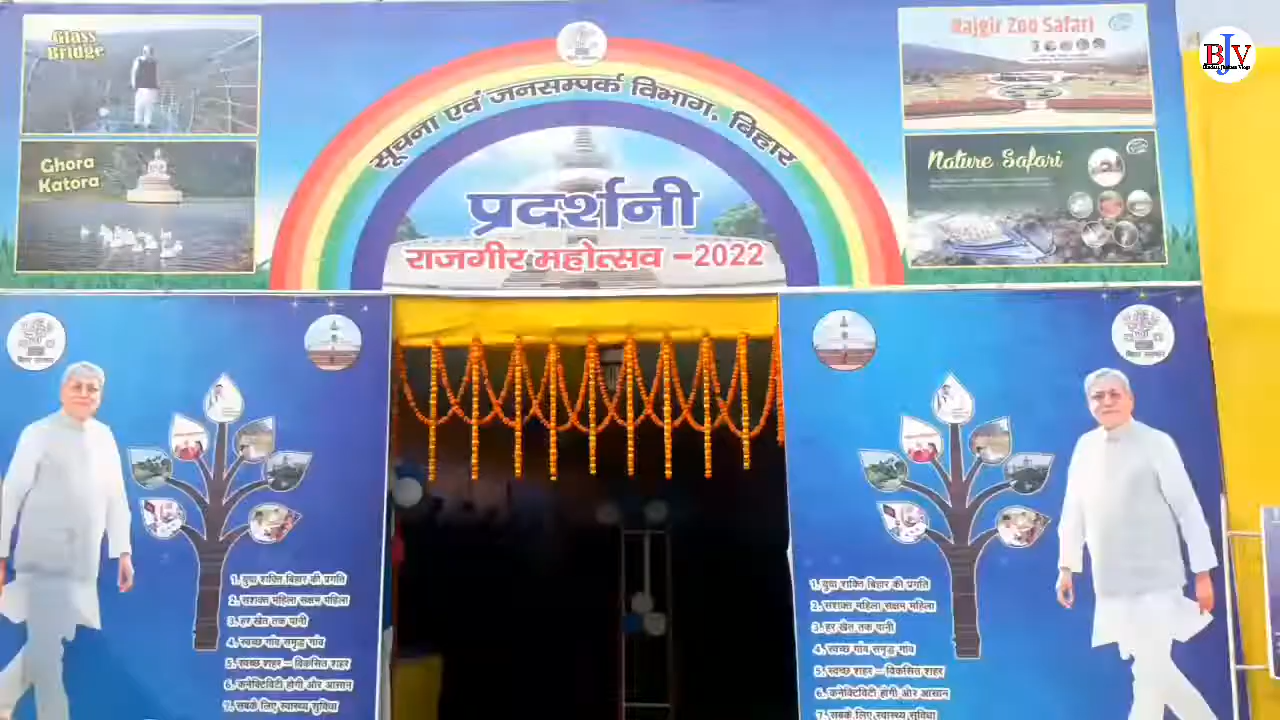 Glass
Bridge
Ghora
Katora
सूचना एवं जनसम्पर्क विभाग, बिहार
प्रदर्शनी
राजगीर महोत्सव –2022
Rajgir Zoo Safari
Nature Safari
BJV
बिहार सरकार
बिहार सरकार
1. युवा शक्ति बिहार की प्रगति
2. सशक्त महिला सक्षम महिला
3. हर खेत तक पानी
4. स्वच्छ गांव समृद्ध गांव
5. स्वच्छ शहर – विकसित शहर
6. कनेक्टिविटी होगी और आसान
7. सबके लिए स्वास्थ्य सुविधा
1. युवा शक्ति बिहार की प्रगति
2. सशक्त महिला सक्षम महिला
3. हर खेत तक पानी
4. स्वच्छ गांव समृद्ध गांव
5. स्वच्छ शहर – विकसित शहर
6. कनेक्टिविटी होगी और आसान
7. सबके लिए स्वास्थ्य सुविधा